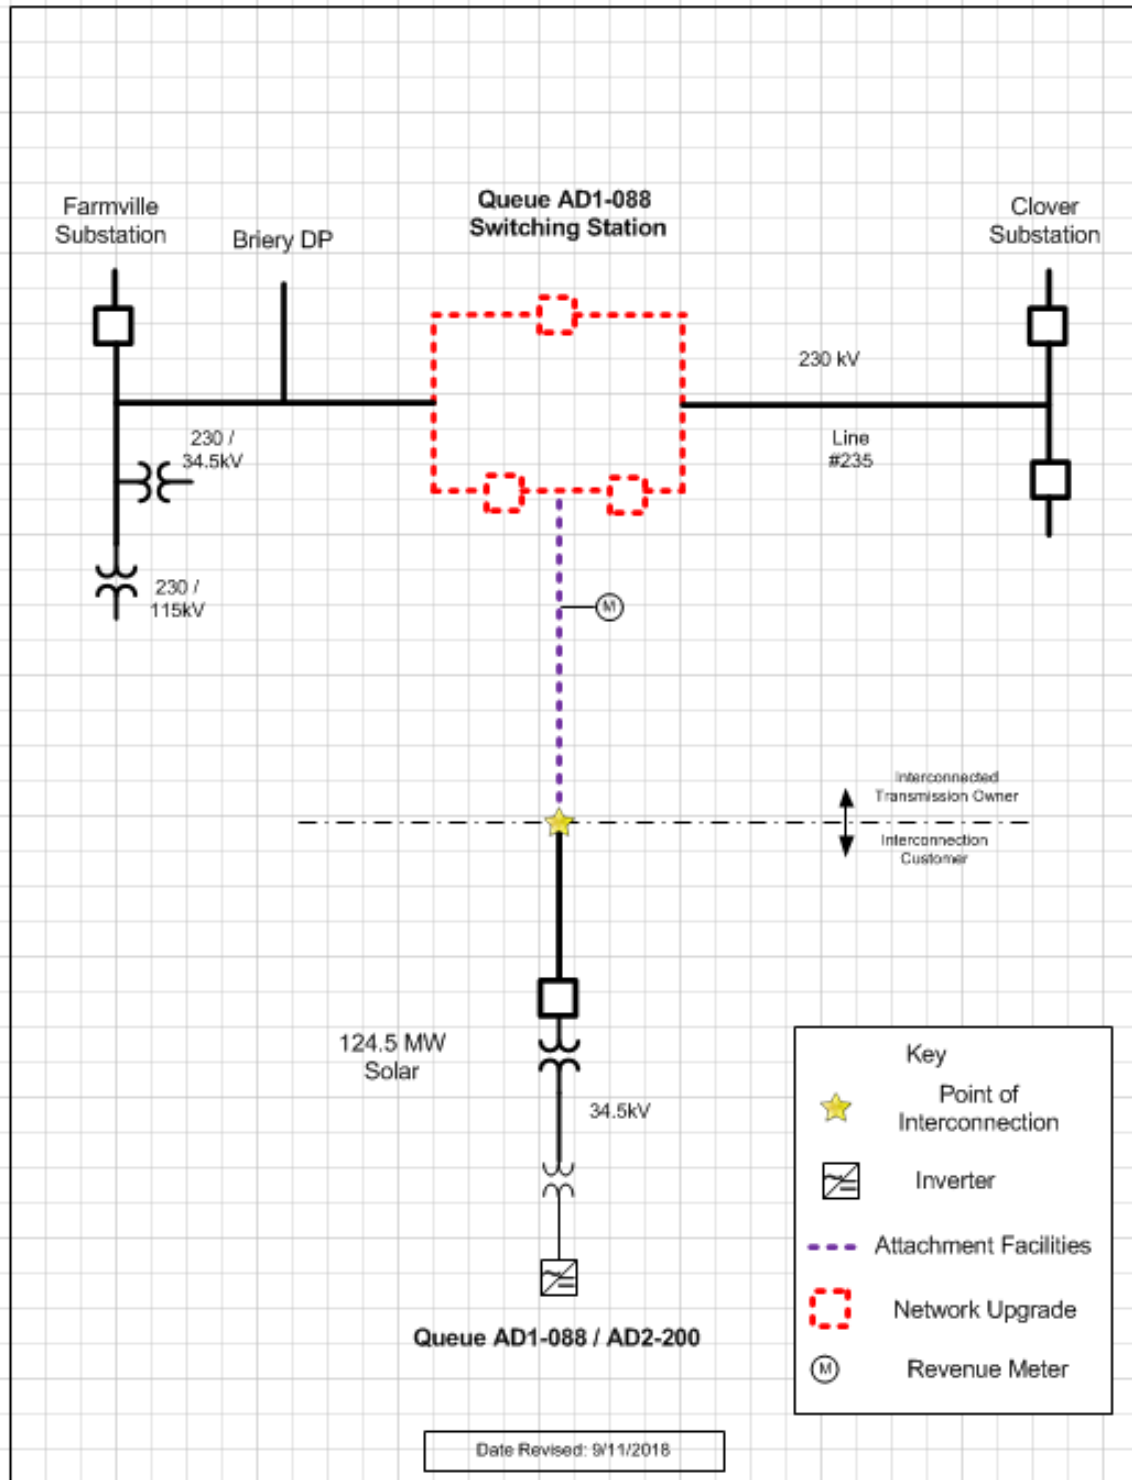 Farmville
Substation
Briery DP
Queue AD1-088
Switching Station
Clover
Substation
230 kV
Line
#235
230 /
34.5kV
230 /
115kV
M
Interconnected
Transmission Owner
Interconnection
Customer
124.5 MW
Solar
34.5kV
Queue AD1-088 / AD2-200
Key
Point of
Interconnection
Inverter
Attachment Facilities
Network Upgrade
M
Revenue Meter
Date Revised: 9/11/2018